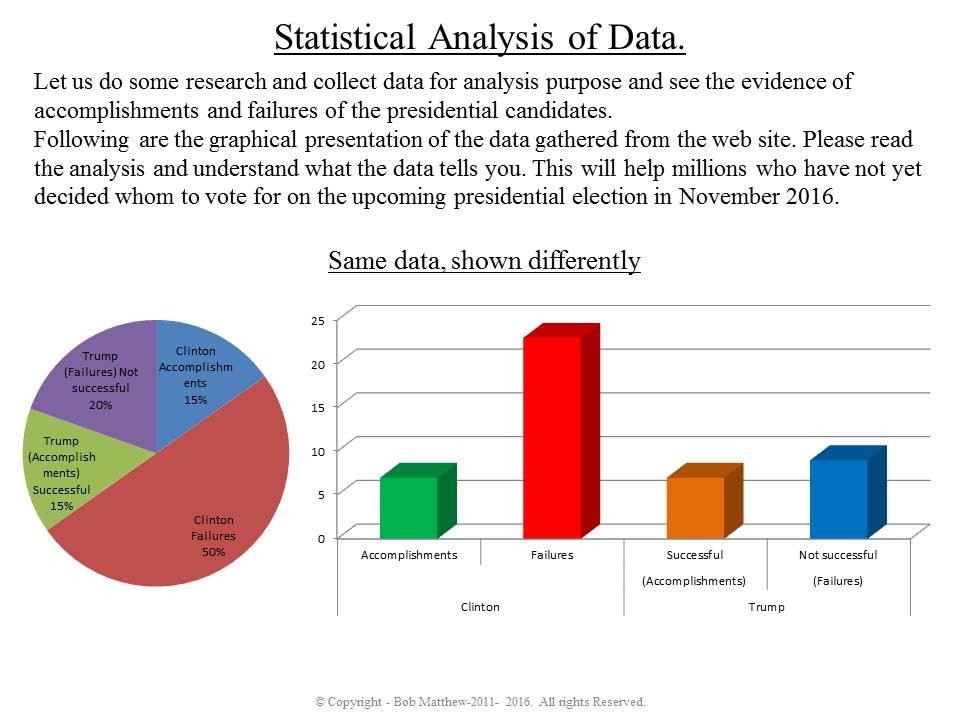 Statistical Analysis of Data.
Let us do some research and collect data for analysis purpose and see the evidence of
accomplishments and failures of the presidential candidates.
Following are the graphical presentation of the data gathered from the web site. Please read
the analysis and understand what the data tells you. This will help millions who have not yet
decided whom to vote for on the upcoming presidential election in November 2016.
Same data, shown differently
Trump
(Failures) Not
successful
20%
Clinton
Accomplishm
ents
15%
Trump
(Accomplish
ments)
Successful
15%
Clinton
Failures
50%
25
20
15
10
5
0
Accomplishments
Failures
Successful
Not successful
(Accomplishments)
(Failures)
Clinton
Trump
© Copyright - Bob Matthew-2011- 2016. All rights Reserved.